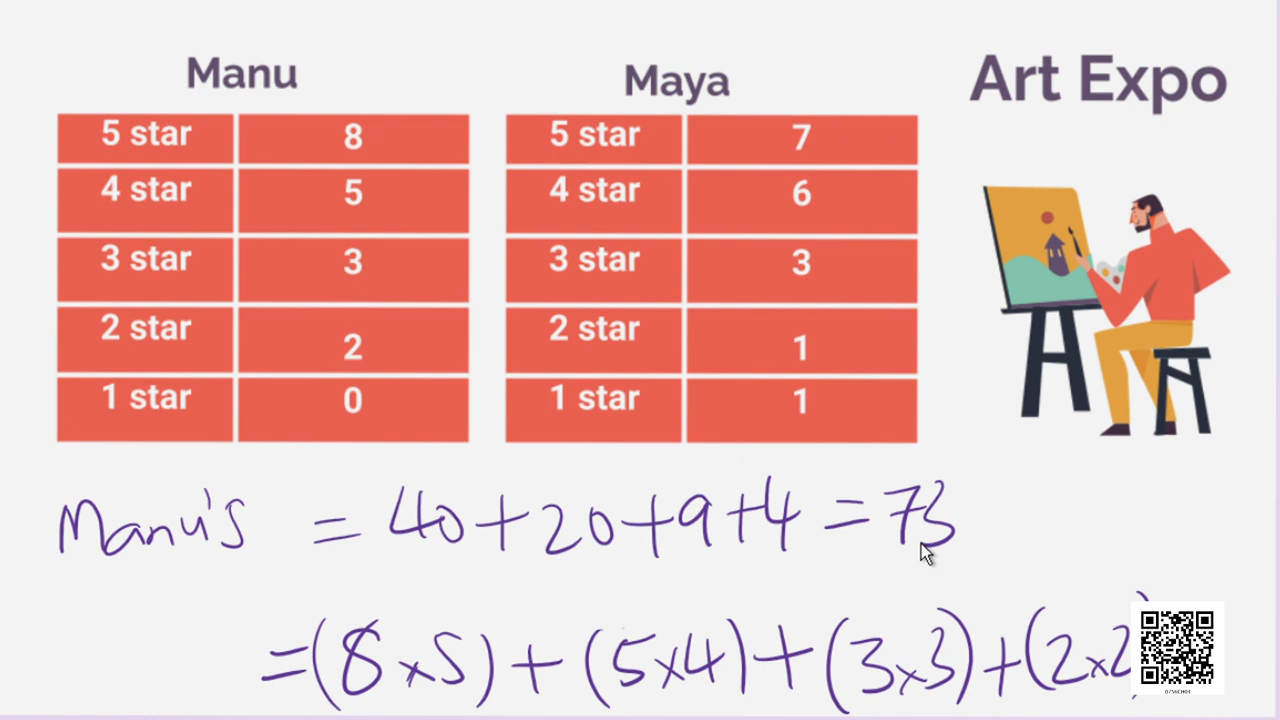 Manu
Maya
Art Expo
5 star 8
4 star 5
3 star 3
2 star 2
1 star 0
5 star 7
4 star 6
3 star 3
2 star 1
1 star 1
Manu's = 40+20+9+4 = 73
=(8×5)+(5×4)+(3×3)+(2×2)